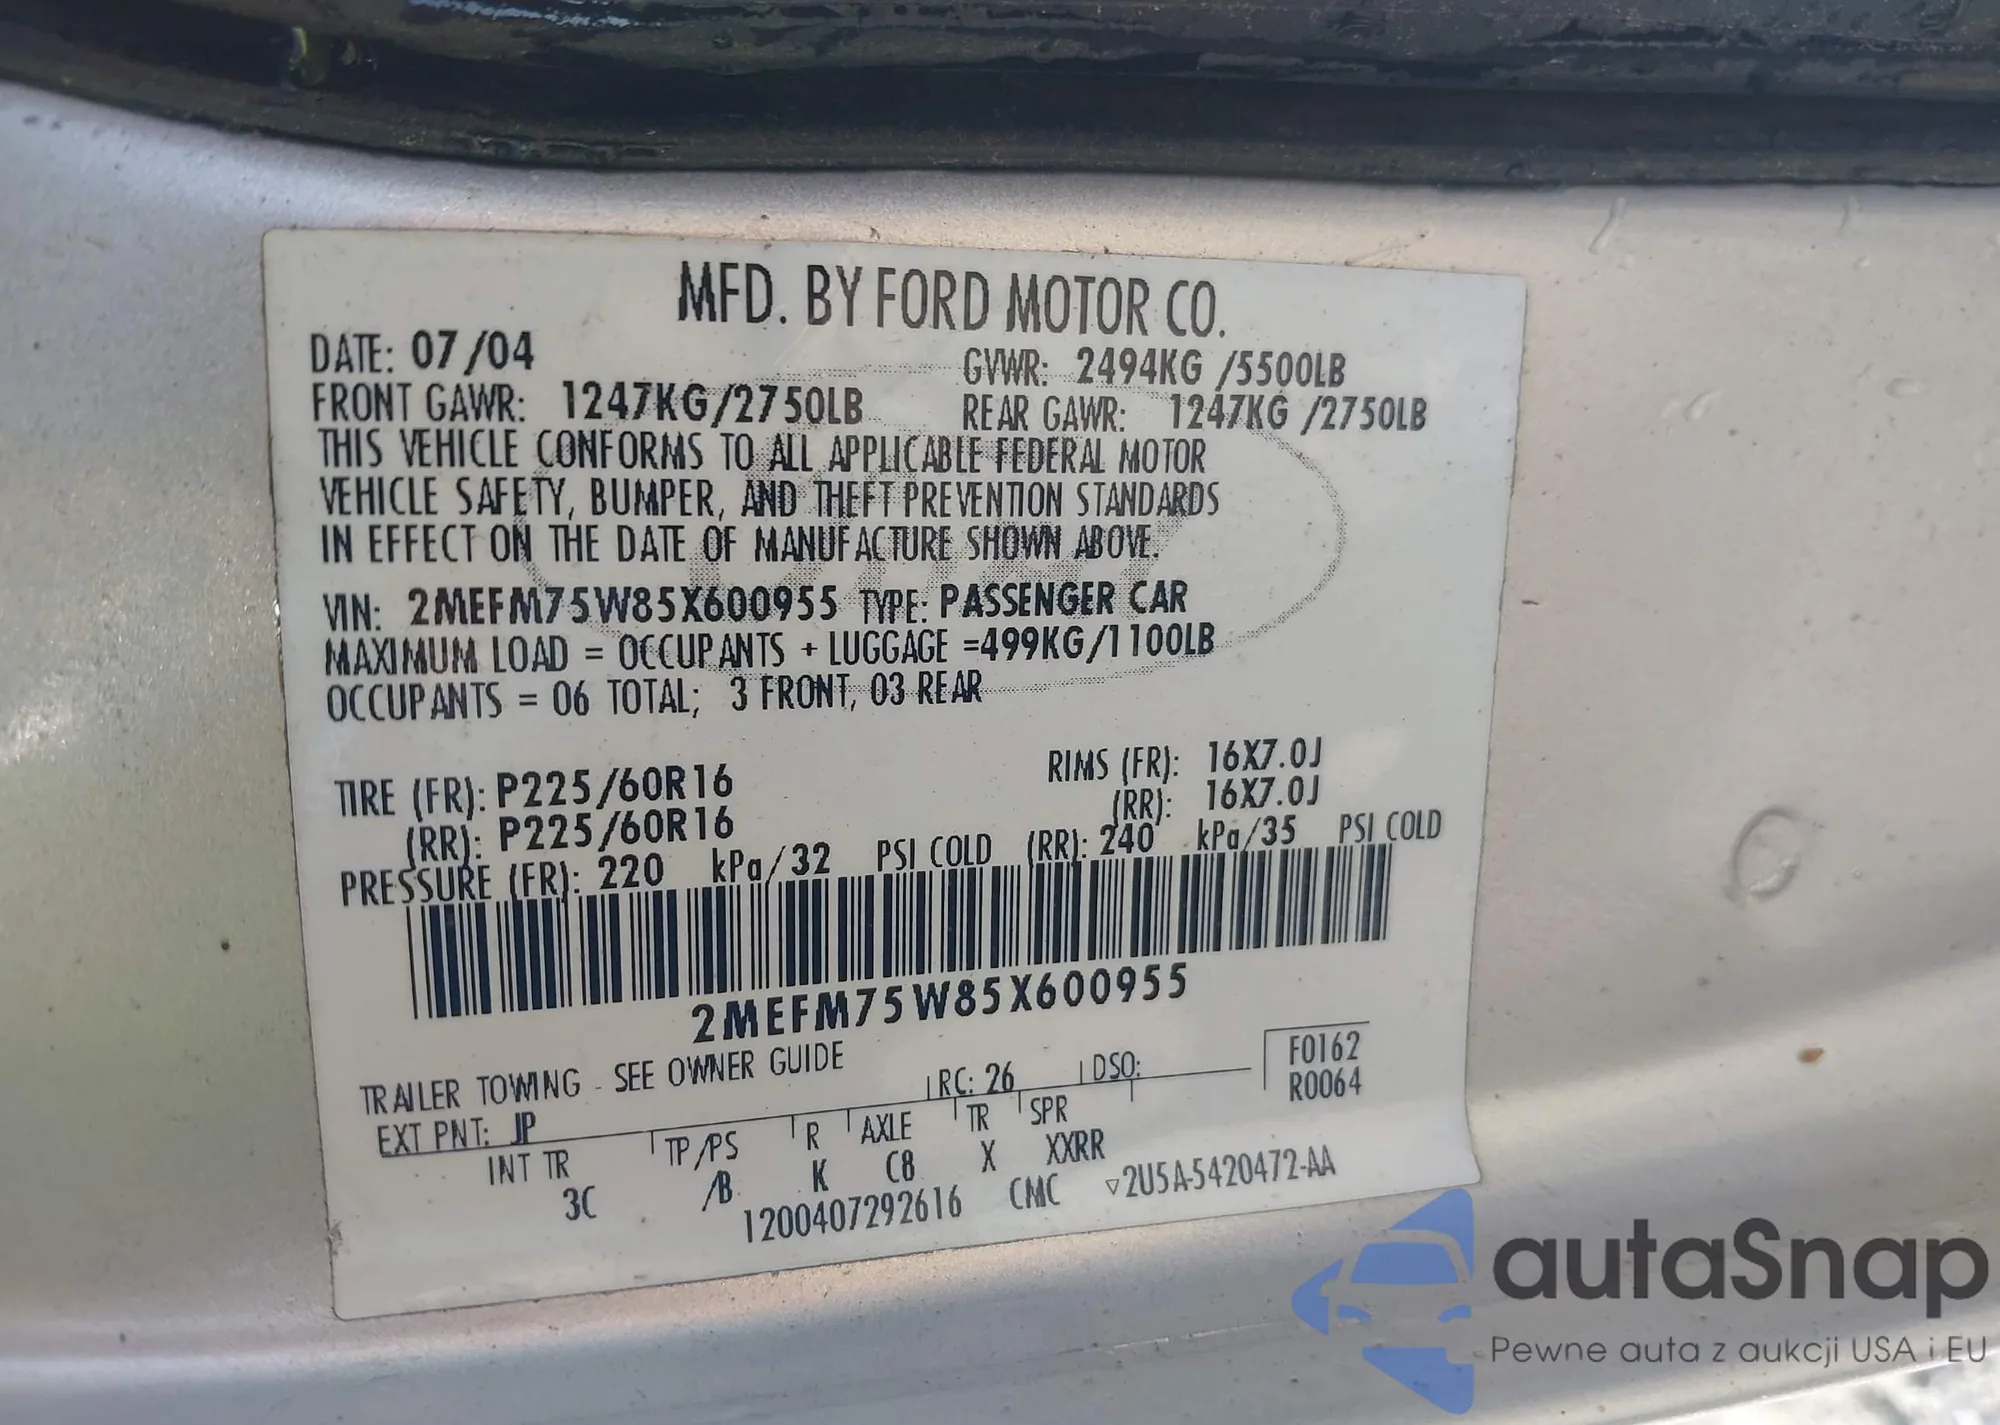 MFD. BY FORD MOTOR CO.
DATE: 07/04 GVWR: 2494KG /5500LB
FRONT GAWR: 1247KG/2750LB REAR GAWR: 1247KG /2750LB
THIS VEHICLE CONFORMS TO ALL APPLICABLE FEDERAL MOTOR
VEHICLE SAFETY, BUMPER, AND THEFT PREVENTION STANDARDS
IN EFFECT ON THE DATE OF MANUFACTURE SHOWN ABOVE.
VIN: 2MEFM75W85X600955 TYPE: PASSENGER CAR
MAXIMUM LOAD = OCCUPANTS + LUGGAGE =499KG/1100LB
OCCUPANTS = 06 TOTAL; 3 FRONT, 03 REAR
TIRE (FR): P225/60R16 RIMS (FR): 16X7.0J
(RR): P225/60R16 (RR): 16X7.0J
PRESSURE (FR): 220 kPa/32 PSI COLD (RR): 240 kPa/35 PSI COLD
2MEFM75W85X600955
TRAILER TOWING - SEE OWNER GUIDE
EXT PNT: JP RC: 26 DSO: F0162
R0064
INT TR TP/PS R AXLE TR SPR
3C /B K C8 X XXRR
1200407292616 CMC ▽2U5A-5420472-AA
autaSnap
Pewne auta z aukcji USA i EU